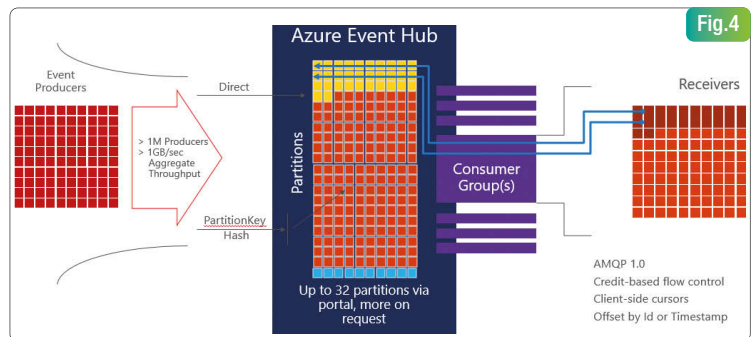 Fig.4
Azure Event Hub
Event
Producers
> 1M Producers
> 1GB/sec
Aggregate
Throughput
Direct
PartitionKey
Hash
Partitions
Up to 32 partitions via
portal, more on
request
Consumer
Group(s)
Receivers
AMQP 1.0
Credit-based flow control
Client-side cursors
Offset by Id or Timestamp